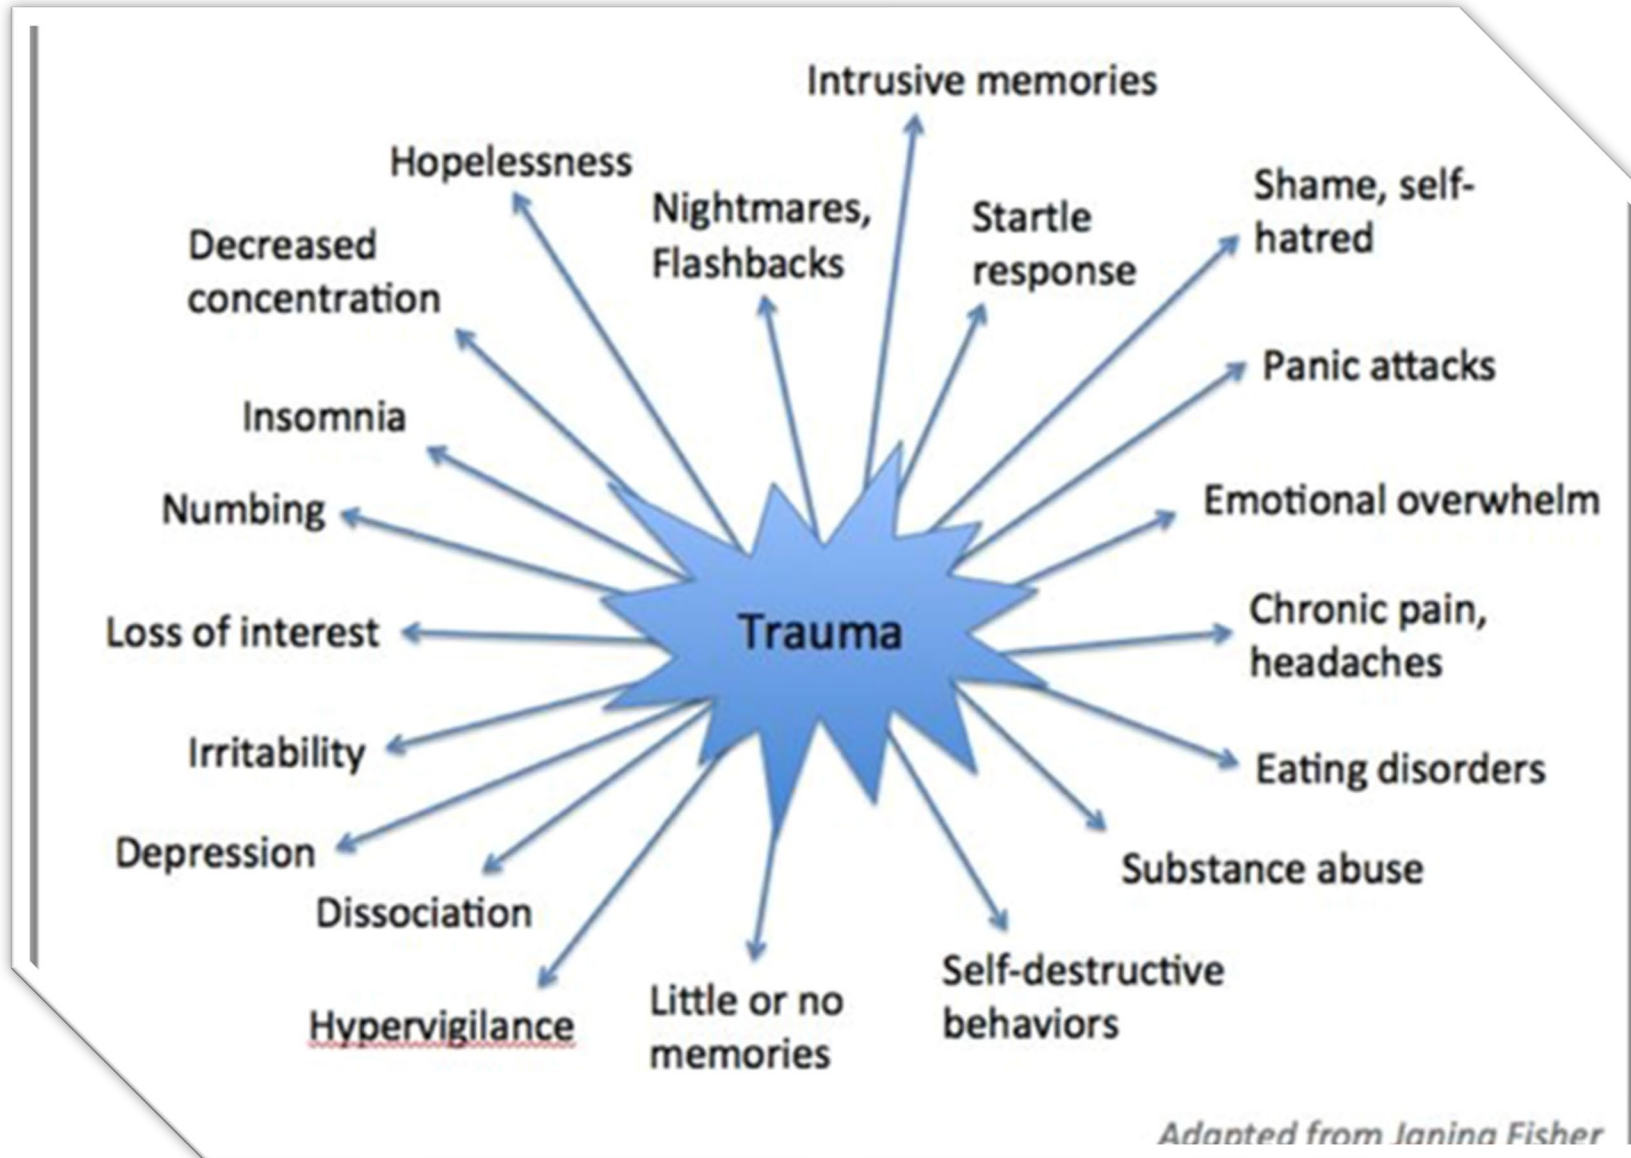 Intrusive memories
Hopelessness
Nightmares,
Flashbacks
Startle
response
Shame, self-
hatred
Decreased
concentration
Panic attacks
Insomnia
Numbing
Emotional overwhelm
Loss of interest
Trauma
Chronic pain,
headaches
Irritability
Eating disorders
Depression
Substance abuse
Dissociation
Hypervigilance
Little or no
memories
Self-destructive
behaviors
Adapted from Janina Fisher